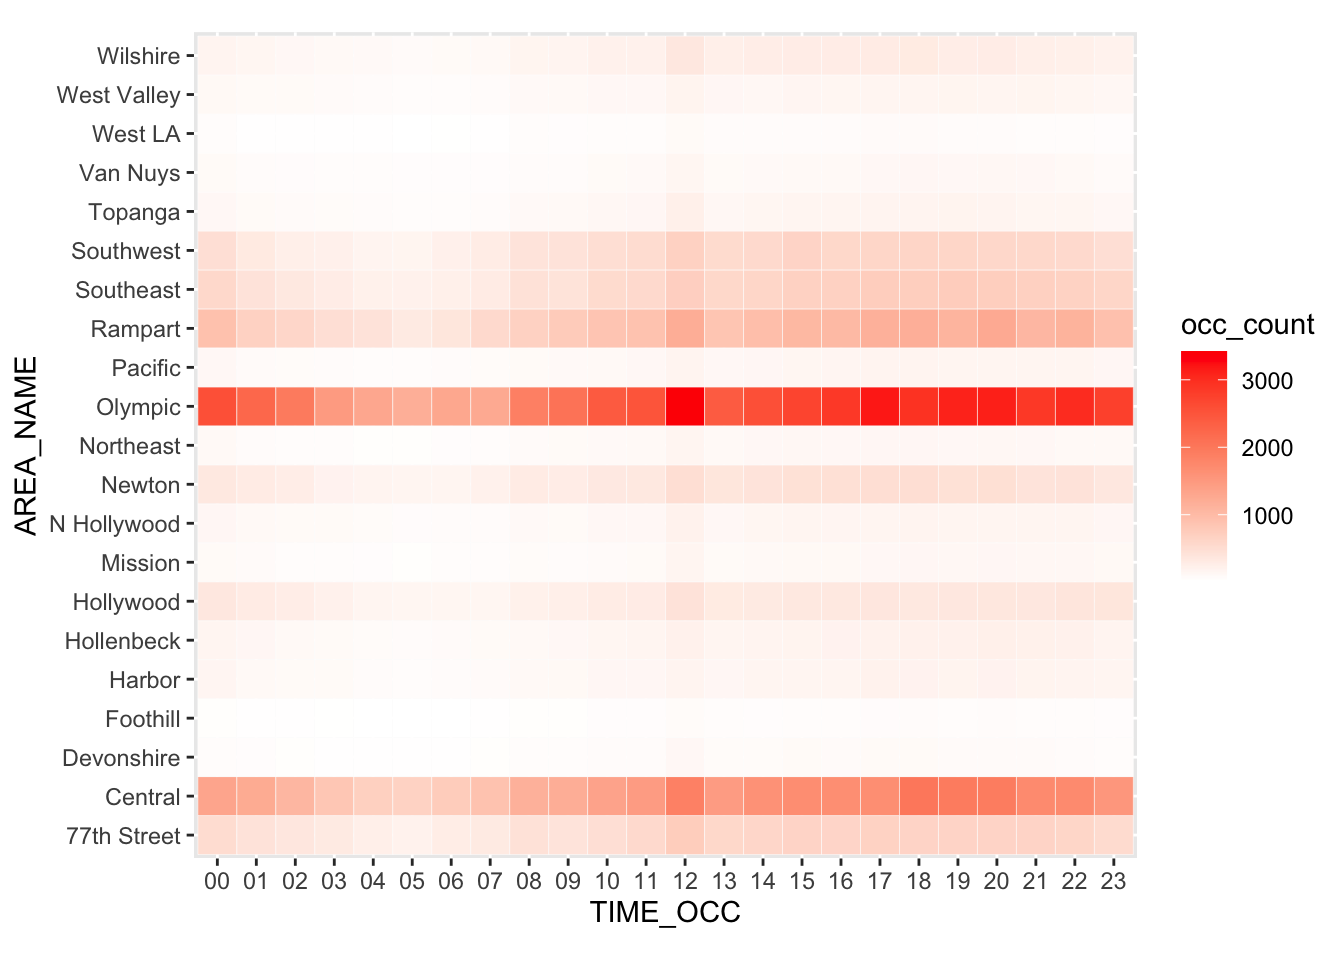 Wilshire
West Valley
West LA
Van Nuys
Topanga
Southwest
Southeast
Rampart
Pacific
Olympic
Northeast
Newton
N Hollywood
Mission
Hollywood
Hollenbeck
Harbor
Foothill
Devonshire
Central
77th Street
AREA_NAME
00 01 02 03 04 05 06 07 08 09 10 11 12 13 14 15 16 17 18 19 20 21 22 23
TIME_OCC
occ_count
3000
2000
1000